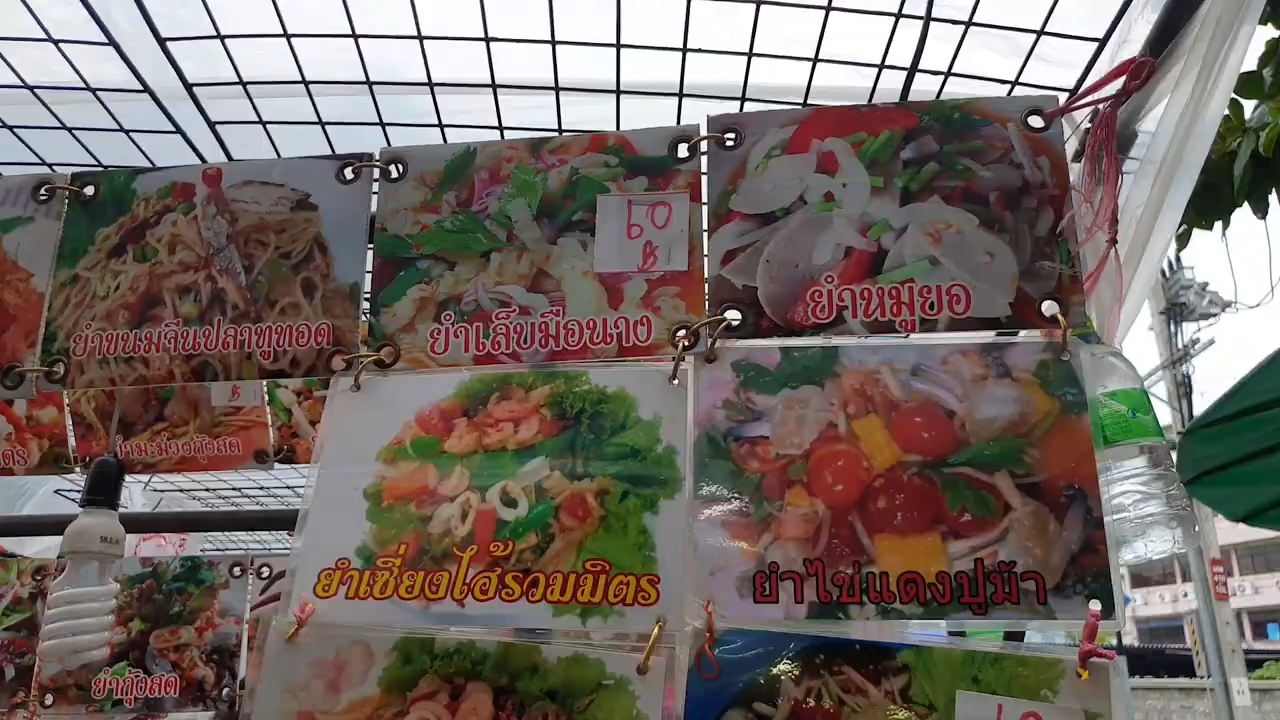 ยำขนมจีนปลาทูทอด
ยำเล็บมือนาง
60
฿
ยำหมูยอ
฿
ยำมะม่วงกุ้งสด
ยำเซี่ยงไฮ้รวมมิตร
ยำไข่แดงปูม้า
ยำกุ้งสด